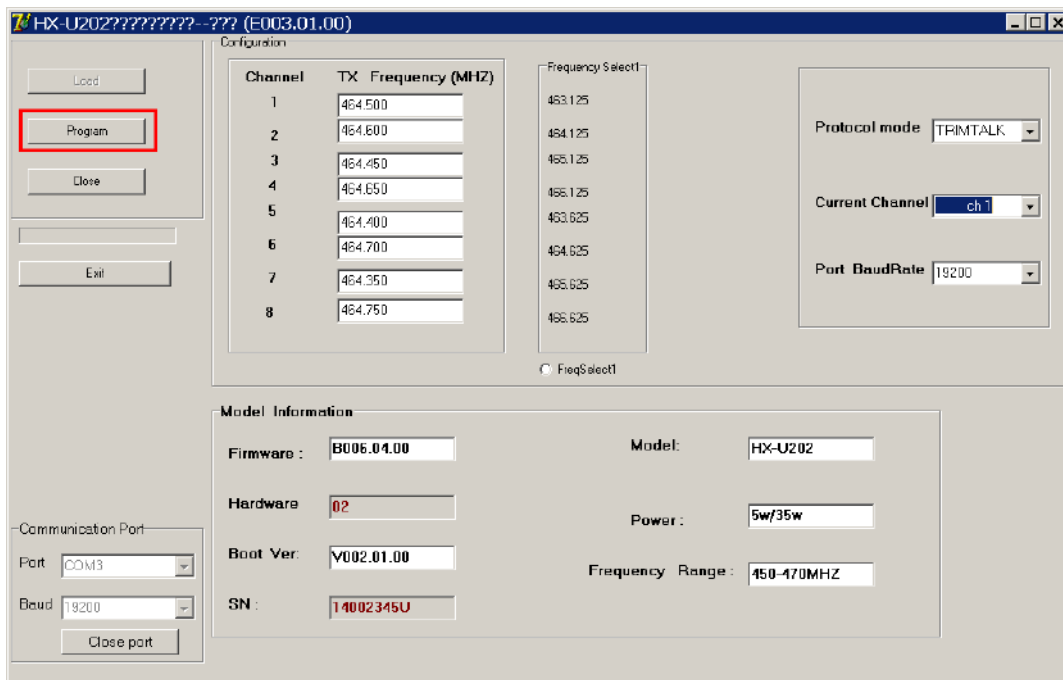 HX-U202?????????--??? (E003.01.00)
Load
Program
Close
Exit
Configuration
Channel TX Frequency (MHZ)
1 464.500
2 464.600
3 464.450
4 464.650
5 464.400
6 464.700
7 464.350
8 464.750
Frequency Select1
463.125
464.125
465.125
466.125
463.625
464.625
465.625
466.625
FreqSelect1
Protocol mode TRIMTALK
Current Channel ch 1
Port BaudRate 19200
Model Information
Firmware : B006.04.00
Hardware 02
Boot Ver: V002.01.00
SN : 14002345U
Model: HX-U202
Power : 5w/35w
Frequency Range : 450-470MHZ
Communication Port
Port COM3
Baud 19200
Close port